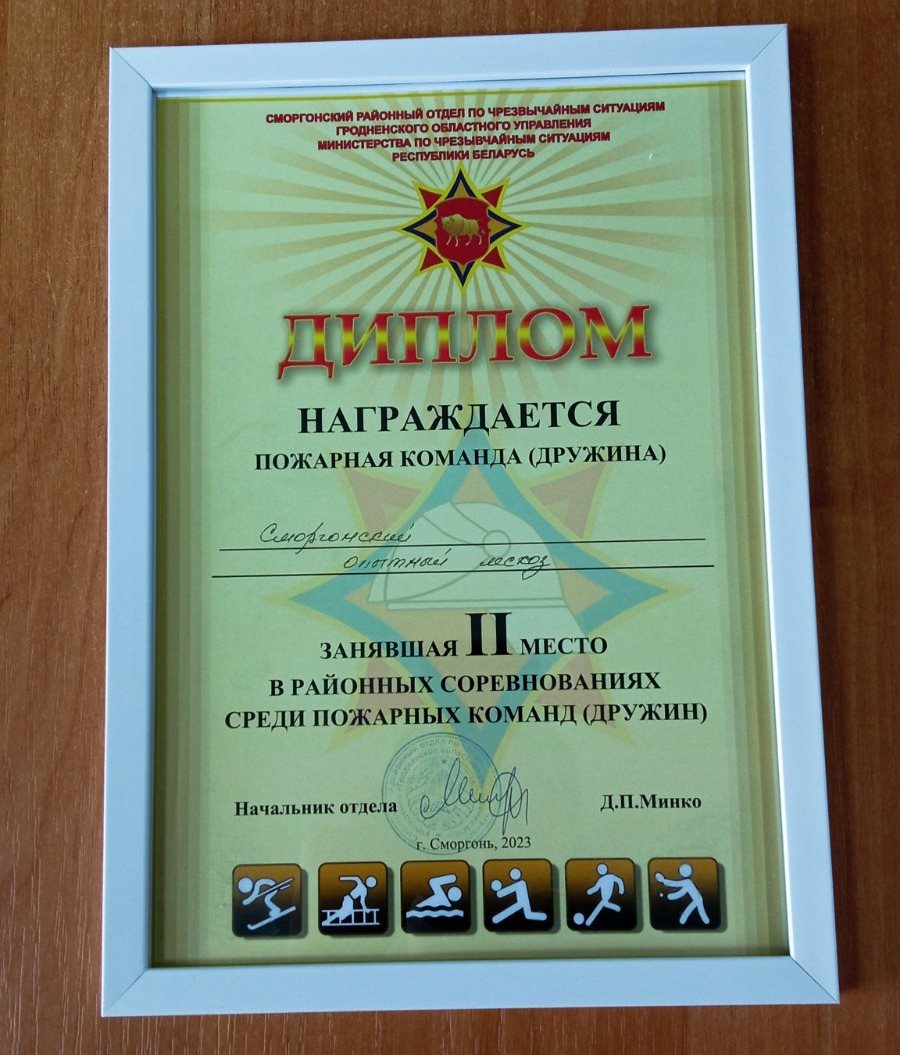 СМОРГОНСКИЙ РАЙОННЫЙ ОТДЕЛ ПО ЧРЕЗВЫЧАЙНЫМ СИТУАЦИЯМ
ГРОДНЕНСКОГО ОБЛАСТНОГО УПРАВЛЕНИЯ
МИНИСТЕРСТВА ПО ЧРЕЗЫВЧАЙНЫМ СИТУАЦИЯМ
РЕСПУБЛИКИ БЕЛАРУСЬ
ДИПЛОМ
НАГРАЖДАЕТСЯ
ПОЖАРНАЯ КОМАНДА (ДРУЖИНА)
Сморгонский
опытный лесхоз
ЗАНЯВШАЯ II МЕСТО
В РАЙОННЫХ СОРЕВНОВАНИЯХ
СРЕДИ ПОЖАРНЫХ КОМАНД (ДРУЖИН)
Начальник отдела Д.П.Минко
г. Сморгонь, 2023